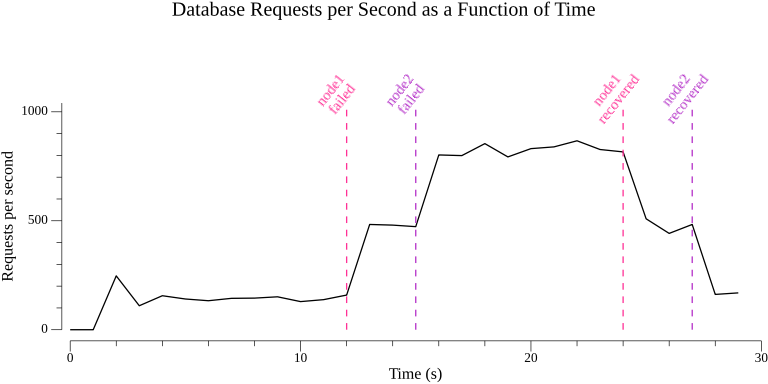 Database Requests per Second as a Function of Time
node1
failed
node2
failed
node1
recovered
node2
recovered
1000
500
0
Requests per second
0
10
20
30
Time (s)